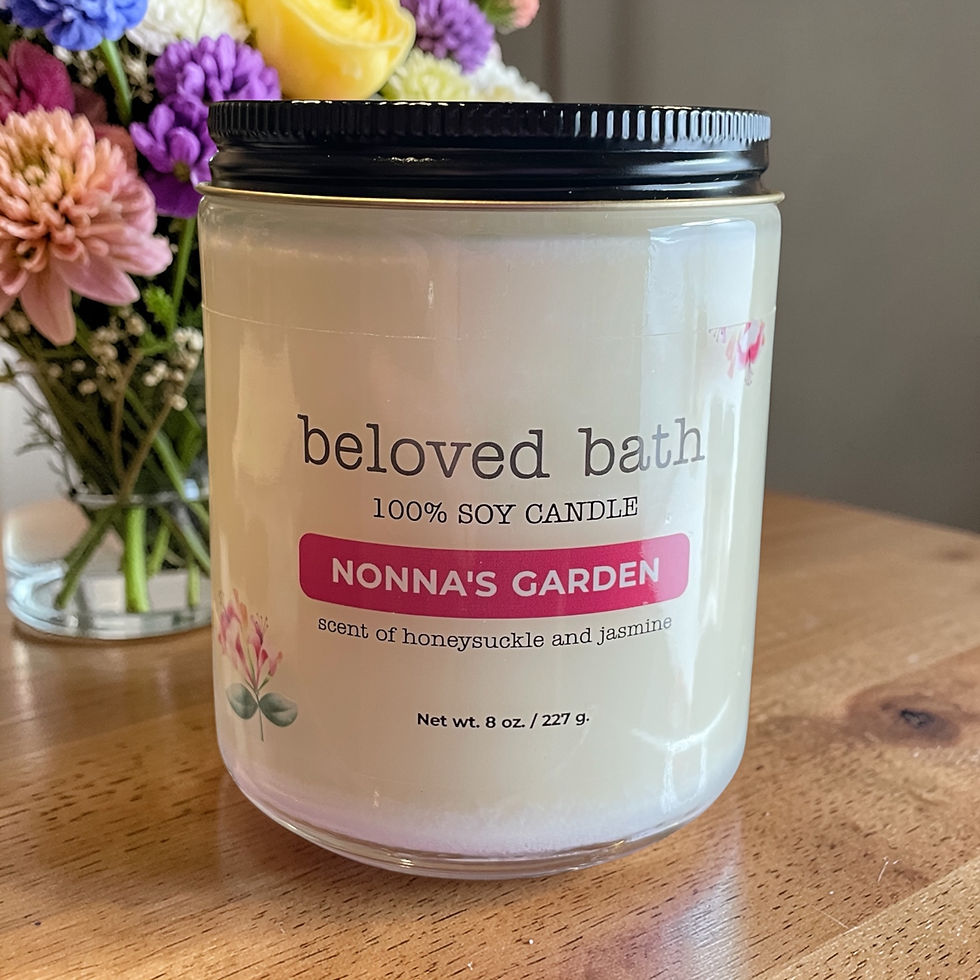 beloved bath
100% SOY CANDLE
NONNA'S GARDEN
scent of honeysuckle and jasmine
Net wt. 8 oz. / 227 g.